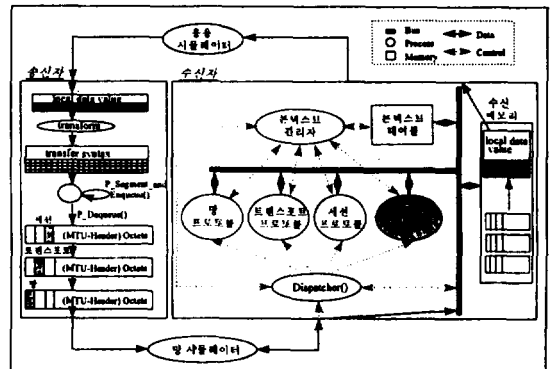 응용
시뮬레이터
Bus
Process
Memory
Data
Control
송신자
local data value
transform
transfer syntax
P_Segment_and
Enqueue()
P_Dequeue()
세션
(MTU-Header) Octets
트랜스포트
(MTU-Header) Octets
망
(MTU-Header) Octets
수신자
콘텍스트
관리자
콘텍스트
테이블
망
프로토콜
트랜스포트
프로토콜
세션
프로토콜
Dispatcher()
수신
메모리
local data
value
망 시뮬레이터